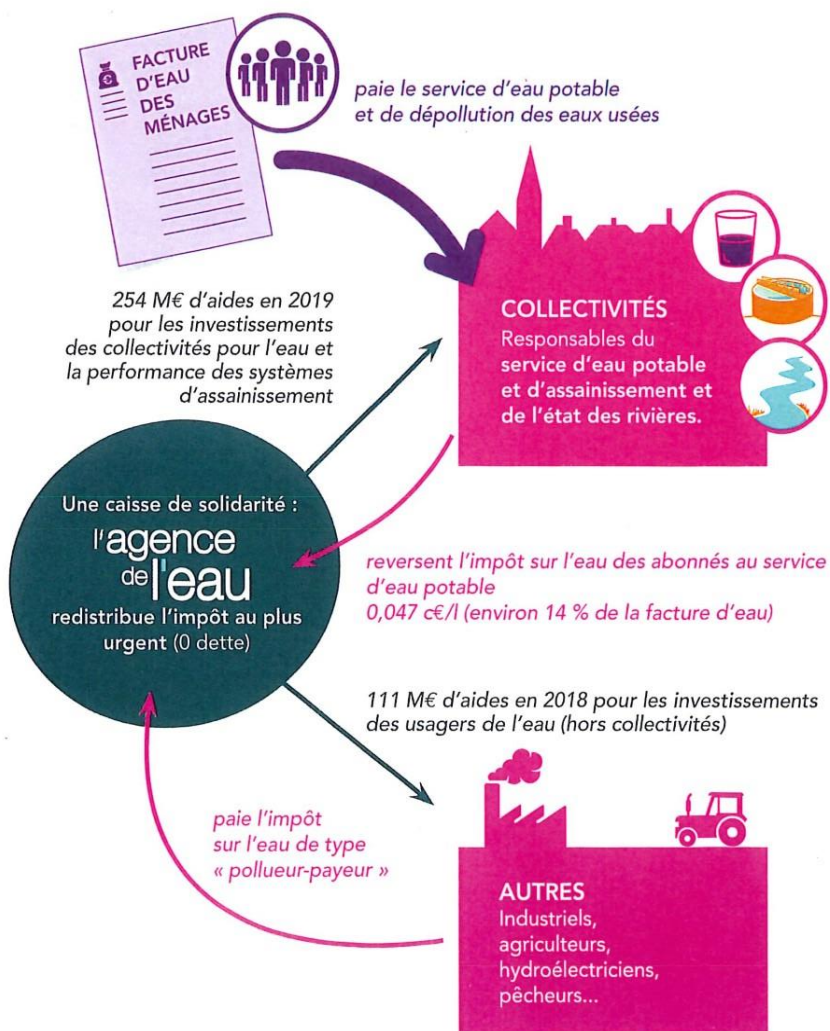 FACTURE
D'EAU
DES
MÉNAGES
paie le service d'eau potable
et de dépollution des eaux usées
254 M€ d'aides en 2019
pour les investissements
des collectivités pour l'eau et
la performance des systèmes
d'assainissement
COLLECTIVITÉS
Responsables du
service d'eau potable
et d'assainissement et
de l'état des rivières.
Une caisse de solidarité :
l'agence
de l'eau
redistribue l'impôt au plus
urgent (0 dette)
reversent l'impôt sur l'eau des abonnés au service
d'eau potable
0,047 c€/l (environ 14 % de la facture d'eau)
111 M€ d'aides en 2018 pour les investissements
des usagers de l'eau (hors collectivités)
paie l'impôt
sur l'eau de type
« pollueur-payeur »
AUTRES
Industriels,
agriculteurs,
hydroélectriciens,
pêcheurs...